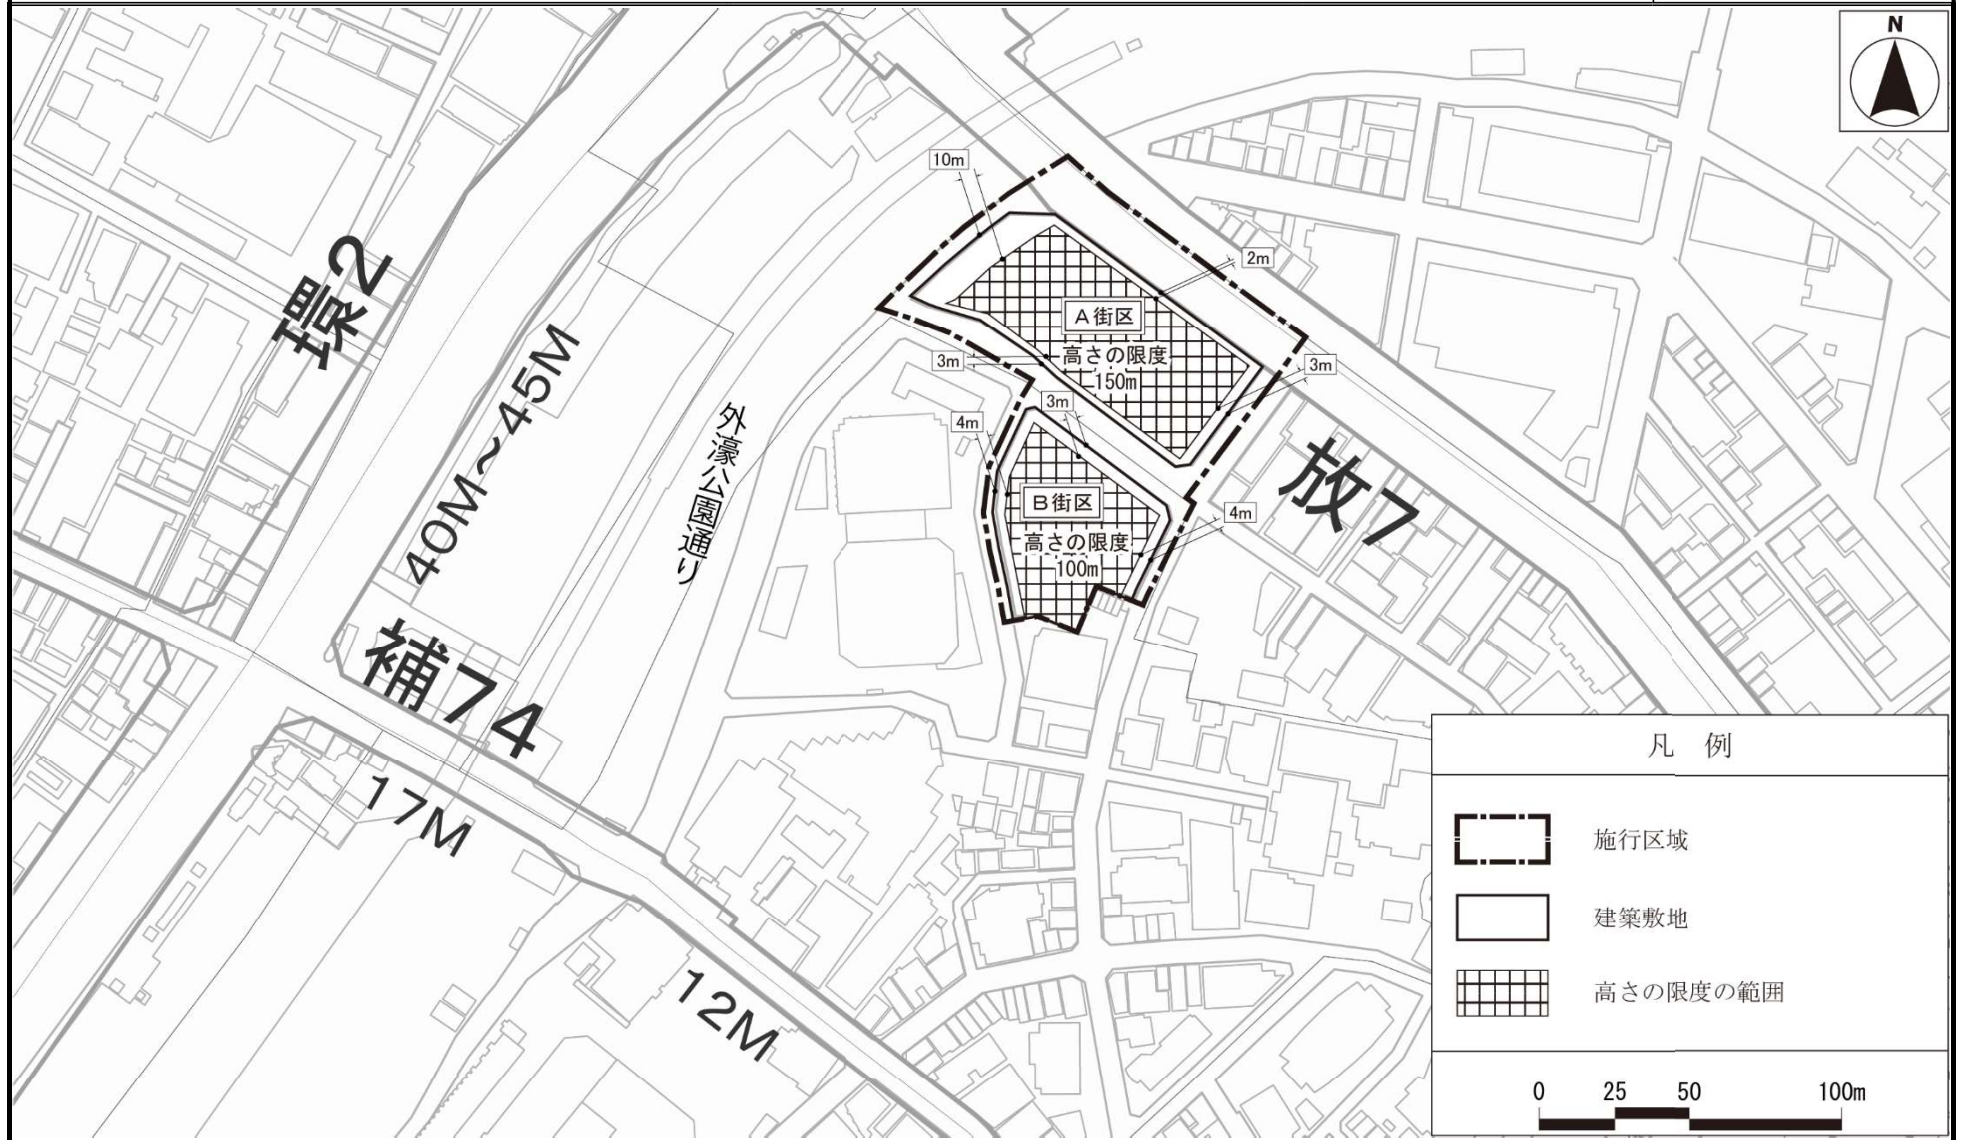 N
10m
2m
A街区
高さの限度
150m
3m
3m
3m
4m
B街区
高さの限度
100m
4m
環2
40M~45M
外濠公園通り
放7
補74
17M
12M
凡 例
施行区域
建築敷地
高さの限度の範囲
0 25 50 100m